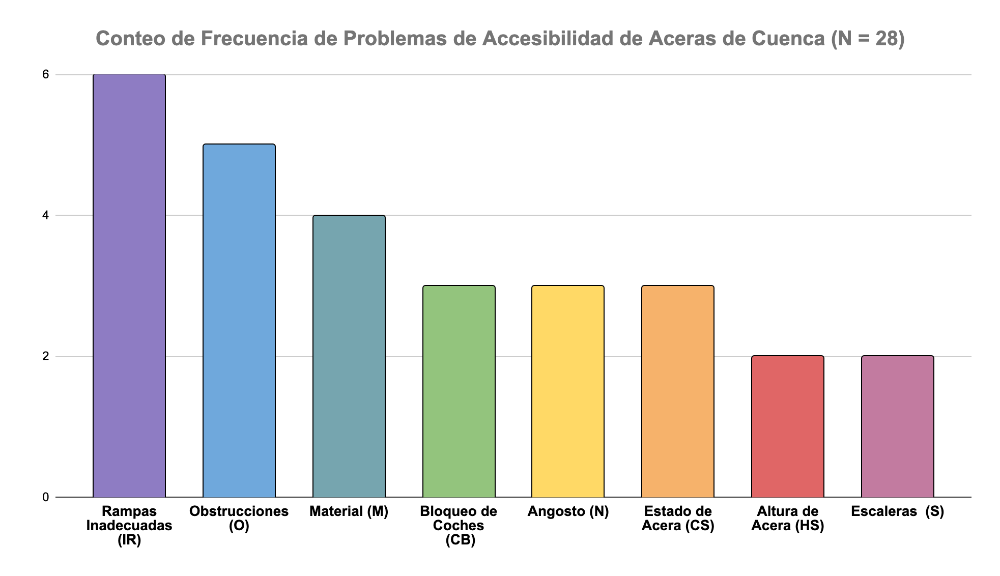 Conteo de Frecuencia de Problemas de Accesibilidad de Aceras de Cuenca (N = 28)
6
4
2
0
Rampas
Inadecuadas
(IR)
Obstrucciones
(O)
Material (M)
Bloqueo de
Coches
(CB)
Angosto (N)
Estado de
Acera (CS)
Altura de
Acera (HS)
Escaleras  (S)